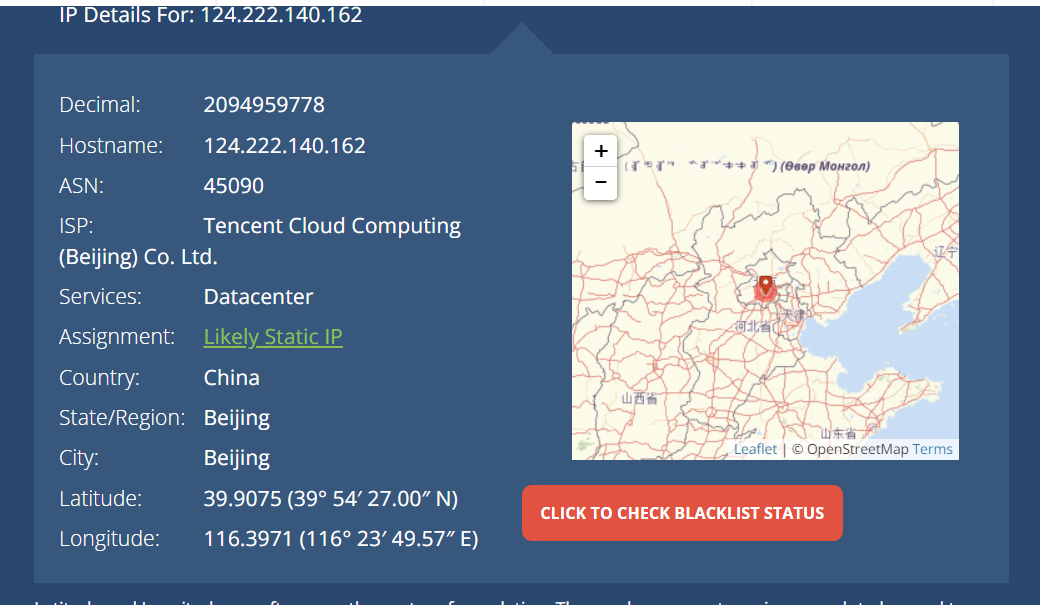 IP Details For: 124.222.140.162
Decimal: 2094959778
Hostname: 124.222.140.162
ASN: 45090
ISP: Tencent Cloud Computing
(Beijing) Co. Ltd.
Services: Datacenter
Assignment: Likely Static IP
Country: China
State/Region: Beijing
City: Beijing
Latitude: 39.9075 (39° 54′ 27.00″ N)
Longitude: 116.3971 (116° 23′ 49.57″ E)
+
−
(Өвөр Монгол)
辽宁
天津
河北省
山西省
山东省
Leaflet | © OpenStreetMap Terms
CLICK TO CHECK BLACKLIST STATUS